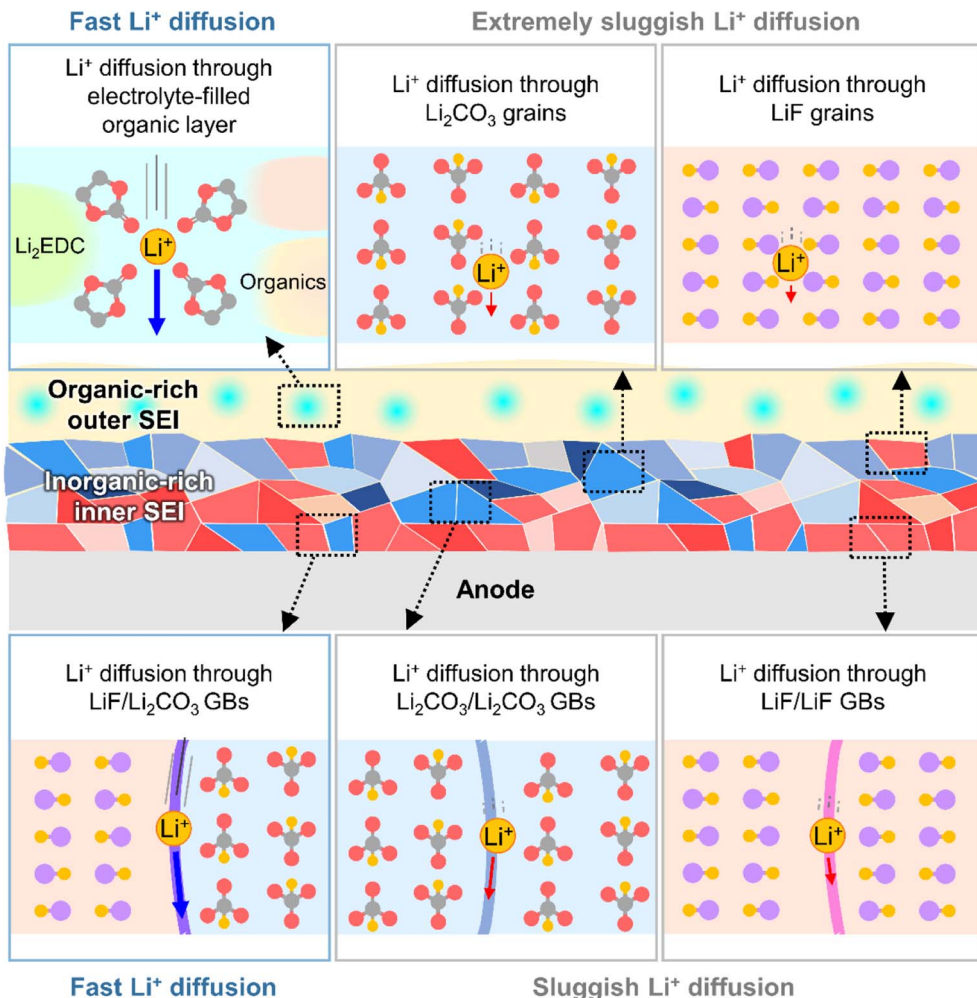 Fast Li⁺ diffusion
Extremely sluggish Li⁺ diffusion
Li⁺ diffusion through
electrolyte-filled
organic layer
Li₂EDC
Li⁺
Organics
Li⁺ diffusion through
Li₂CO₃ grains
Li⁺
Li⁺ diffusion through
LiF grains
Li⁺
Organic-rich
outer SEI
Inorganic-rich
inner SEI
Anode
Li⁺ diffusion through
LiF/Li₂CO₃ GBs
Li⁺
Li⁺ diffusion through
Li₂CO₃/Li₂CO₃ GBs
Li⁺
Li⁺ diffusion through
LiF/LiF GBs
Li⁺
Fast Li⁺ diffusion
Sluggish Li⁺ diffusion